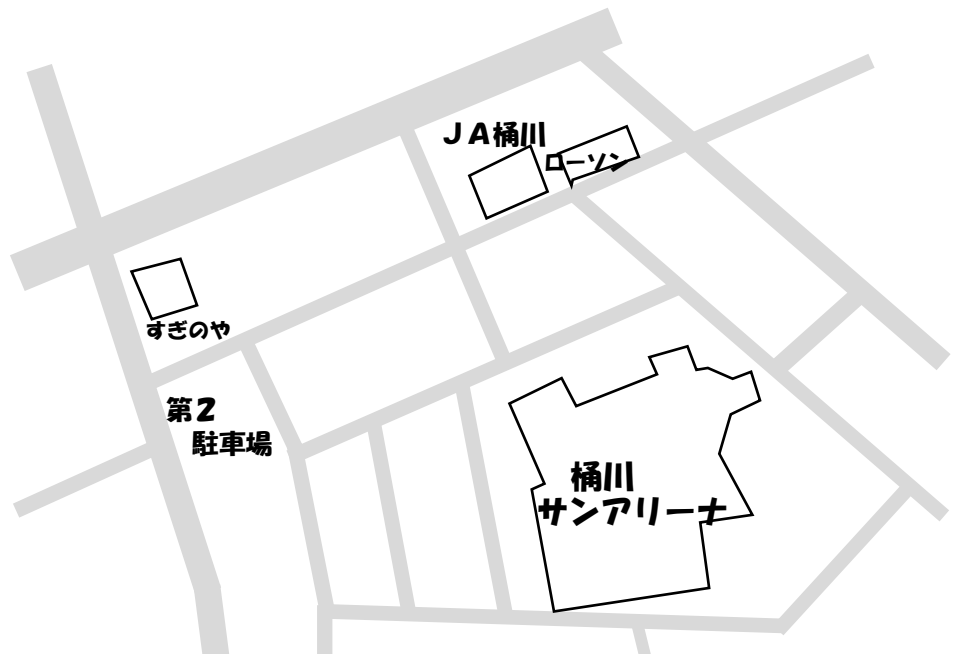 ＪＡ桶川
ローソン
すぎのや
第２
駐車場
桶川
サンアリーナ